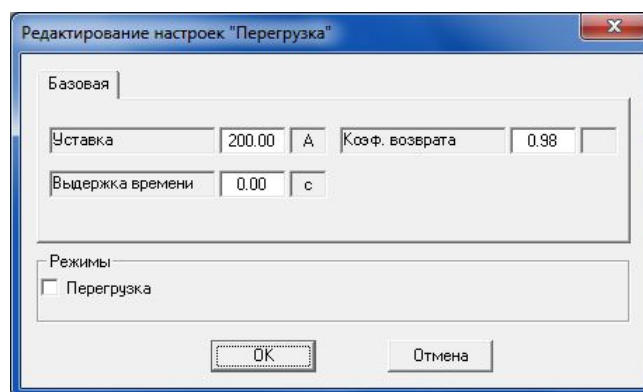 Редактирование настроек "Перегрузка"
Базовая
Уставка 200.00 А Коэф. возврата 0.98
Выдержка времени 0.00 с
Режимы
Перегрузка
OK Отмена